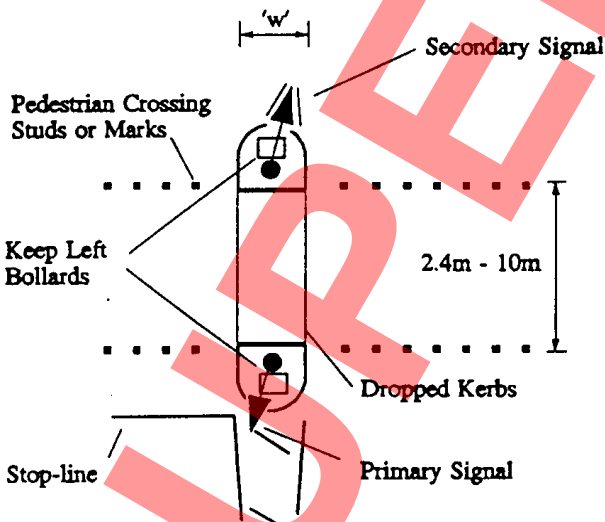 'w'
Secondary Signal
Pedestrian Crossing
Studs or Marks
Keep Left
Bollards
2.4m - 10m
Dropped Kerbs
Stop-line
Primary Signal